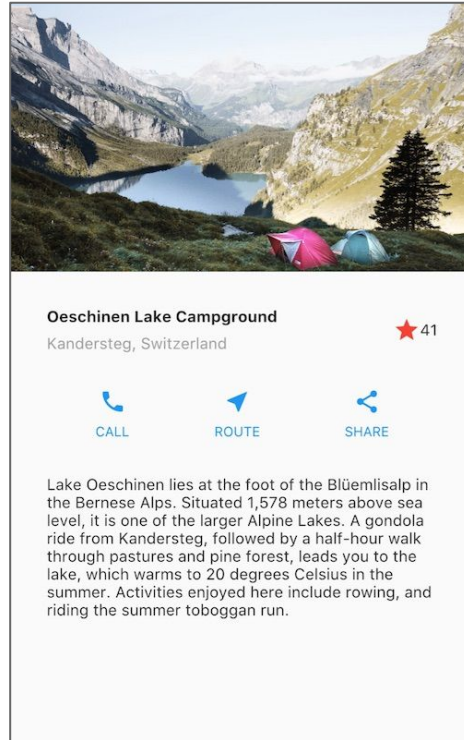 Oeschinen Lake Campground
Kandersteg, Switzerland
41
CALL
ROUTE
SHARE
Lake Oeschinen lies at the foot of the Blüemlisalp in
the Bernese Alps. Situated 1,578 meters above sea
level, it is one of the larger Alpine Lakes. A gondola
ride from Kandersteg, followed by a half-hour walk
through pastures and pine forest, leads you to the
lake, which warms to 20 degrees Celsius in the
summer. Activities enjoyed here include rowing, and
riding the summer toboggan run.